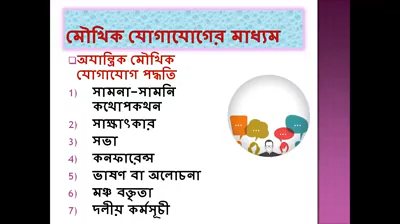 মৌখিক যোগাযোগের মাধ্যম
❑অযান্ত্রিক মৌখিক
যোগাযোগ পদ্ধতি
1) সামনা-সামনি
কথোপকথন
2) সাক্ষাৎকার
3) সভা
4) কনফারেন্স
5) ভাষণ বা অলোচনা
6) মঞ্চ বক্তৃতা
7) দলীয় কর্মসূচী